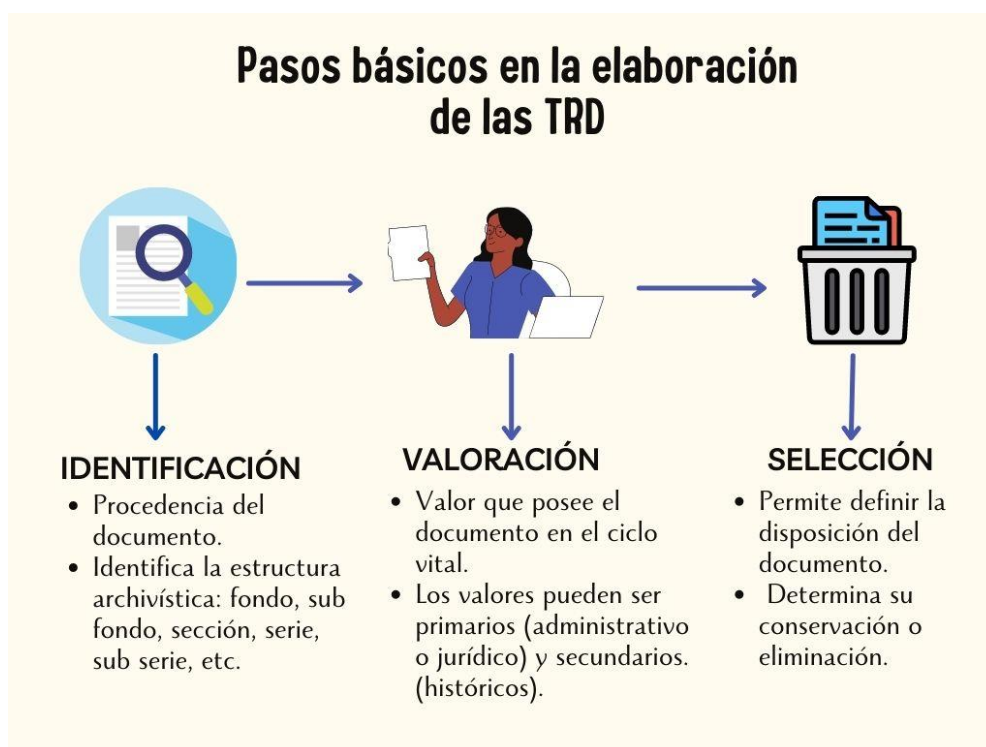 Pasos básicos en la elaboración
de las TRD
IDENTIFICACIÓN
• Procedencia del
documento.
• Identifica la estructura
archivística: fondo, sub
fondo, sección, serie,
sub serie, etc.
VALORACIÓN
• Valor que posee el
documento en el ciclo
vital.
• Los valores pueden ser
primarios (administrativo
o jurídico) y secundarios.
(históricos).
SELECCIÓN
• Permite definir la
disposición del
documento.
• Determina su
conservación o
eliminación.